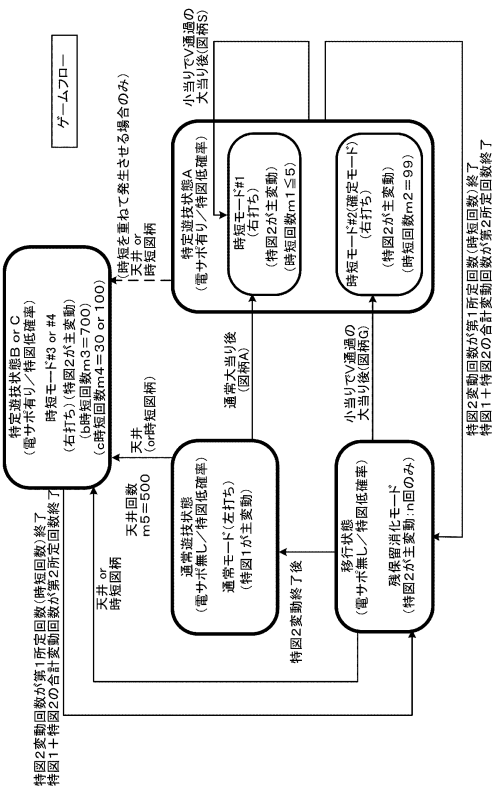 ゲームフロー
特図2変動回数が第1所定回数(時短回数)終了
特図1+特図2の合計変動回数が第2所定回数終了
天井 or
時短図柄
特定遊技状態B or C
(電サポ有り/特図低確率)
時短モード#3 or #4
(右打ち)(特図2が主変動)
(b時短回数m3=700)
(c時短回数m4=30 or 100)
天井回数
m5=500
天井
(or時短図柄)
(時短を重ねて発生させる場合のみ)
天井 or
時短図柄
通常遊技状態
(電サポ無し/特図低確率)
通常モード(左打ち)
(特図1が主変動)
通常大当り後
(図柄A)
特定遊技状態A
(電サポ有り/特図低確率)
時短モード#1
(右打ち)
(特図2が主変動)
(時短回数m1≦5)
時短モード#2(確定モード)
(右打ち)
(特図2が主変動)
(時短回数m2=99)
小当りでV通過の
大当り後(図柄S)
特図2変動終了後
小当りでV通過の
大当り後(図柄G)
移行状態
(電サポ無し/特図低確率)
残保留消化モード
(特図2が主変動:n回のみ)
特図2変動回数が第1所定回数(時短回数)終了
特図1+特図2の合計変動回数が第2所定回数終了